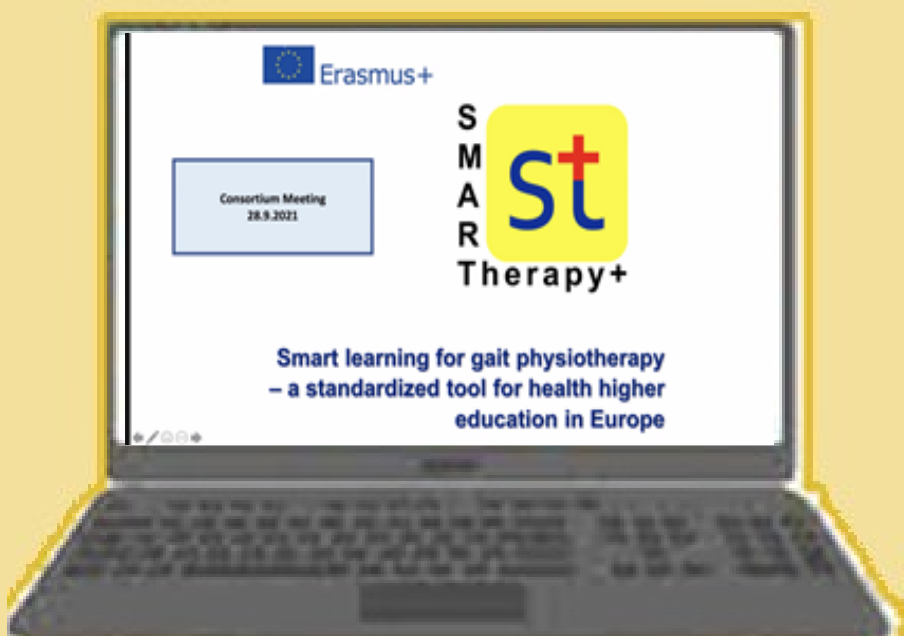 Erasmus+
SMART
st
Therapy+
Consortium Meeting
28.9.2021
Smart learning for gait physiotherapy
– a standardized tool for health higher
education in Europe